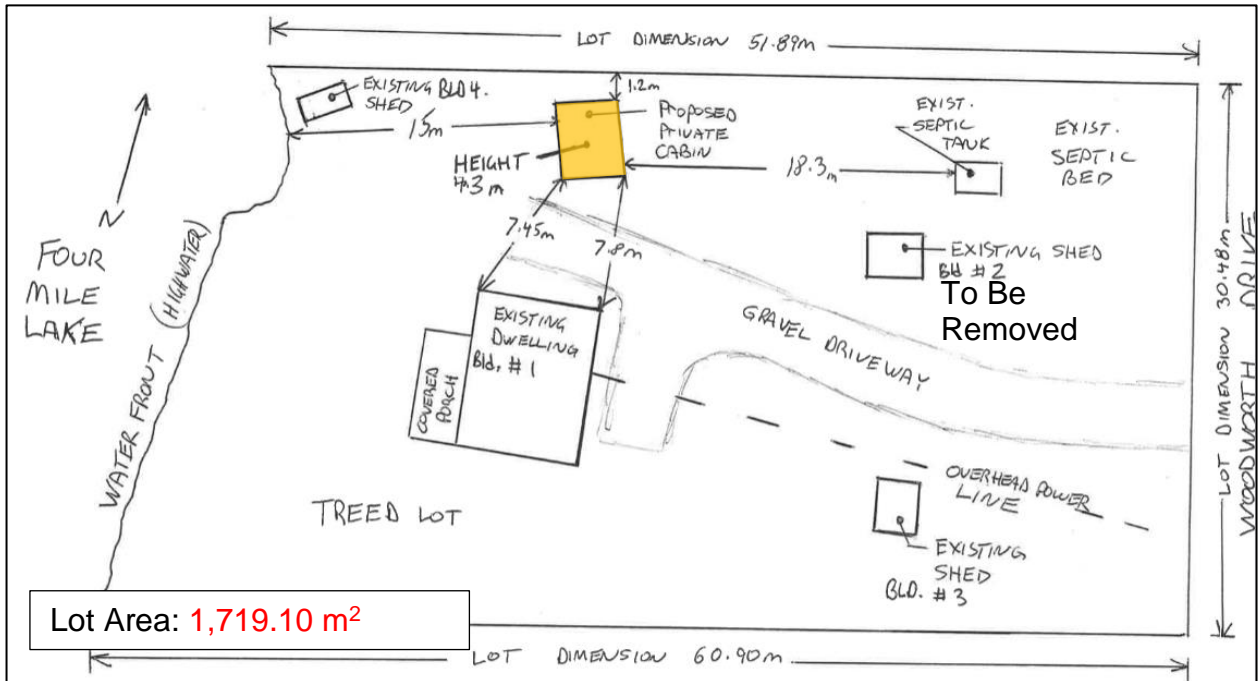 LOT DIMENSION 51.89m
EXISTING BLD 4.
SHED
15m
1.2m
PROPOSED
PRIVATE
CABIN
HEIGHT
4.3 m
EXIST.
SEPTIC
TANK
EXIST.
SEPTIC
BED
18.3m
N
FOUR
MILE
LAKE
WATER FRONT (HIGHWATER)
7.45m
7.8m
EXISTING SHED
Bld #2
To Be
Removed
EXISTING
DWELLING
Bld. #1
COVERED
PORCH
GRAVEL DRIVEWAY
LOT DIMENSION 30.48m
WOODWORTH DRIVE
OVERHEAD POWER
LINE
TREED LOT
EXISTING
SHED
BLD. #3
Lot Area: 1,719.10 m²
LOT DIMENSION 60.90m